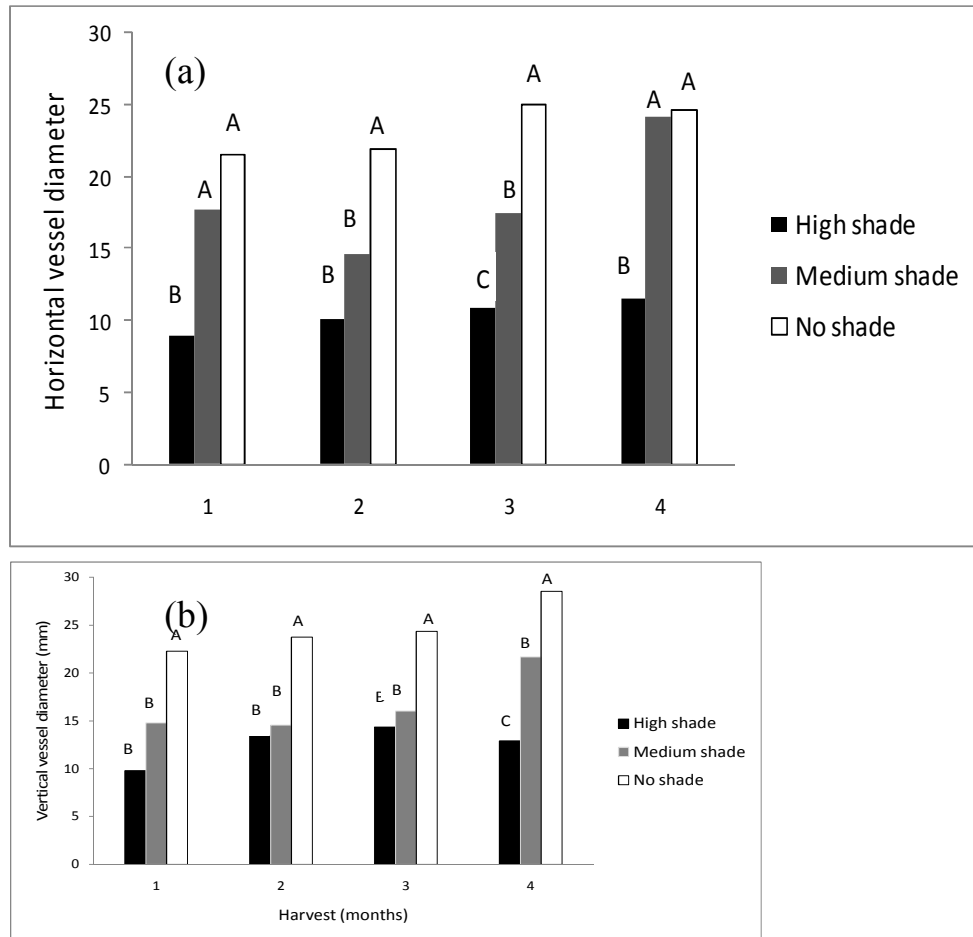 30
25
20
15
10
5
0
Horizontal vessel diameter
(a)
B
A
A
B
B
A
C
B
A
B
A
A
1
2
3
4
High shade
Medium shade
No shade
30
25
20
15
10
5
0
Vertical vessel diameter (mm)
(b)
B
B
A
B
B
A
B
A
C
B
A
1
2
3
4
Harvest (months)
High shade
Medium shade
No shade